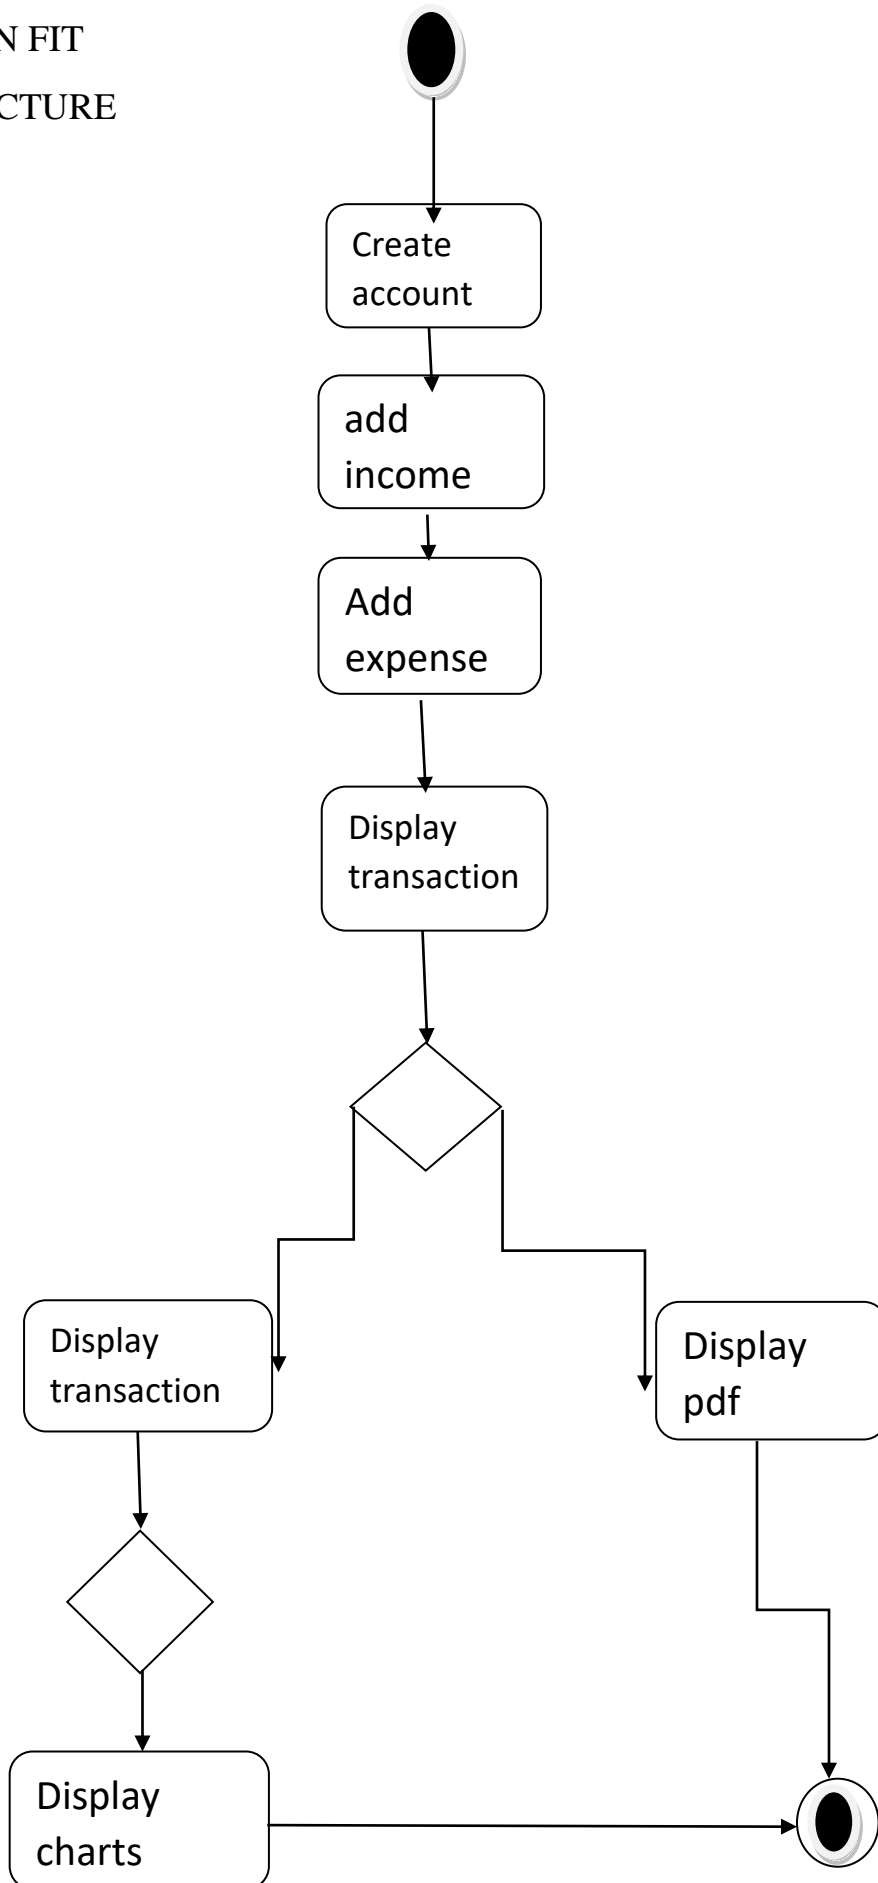 N FIT
CTURE
Create
account
add
income
Add
expense
Display
transaction
Display
transaction
Display
pdf
Display
charts